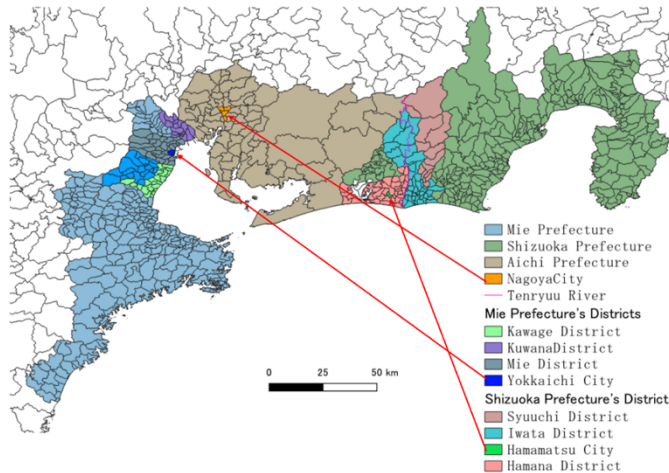 Mie Prefecture
Shizuoka Prefecture
Aichi Prefecture
NagoyaCity
Tenryuu River
Mie Prefecture's Districts
Kawage District
KuwanaDistrict
Mie District
Yokkaichi City
0 25 50 km
Shizuoka Prefecture's District
Syuuchi District
Iwata District
Hamamatsu City
Hamana District